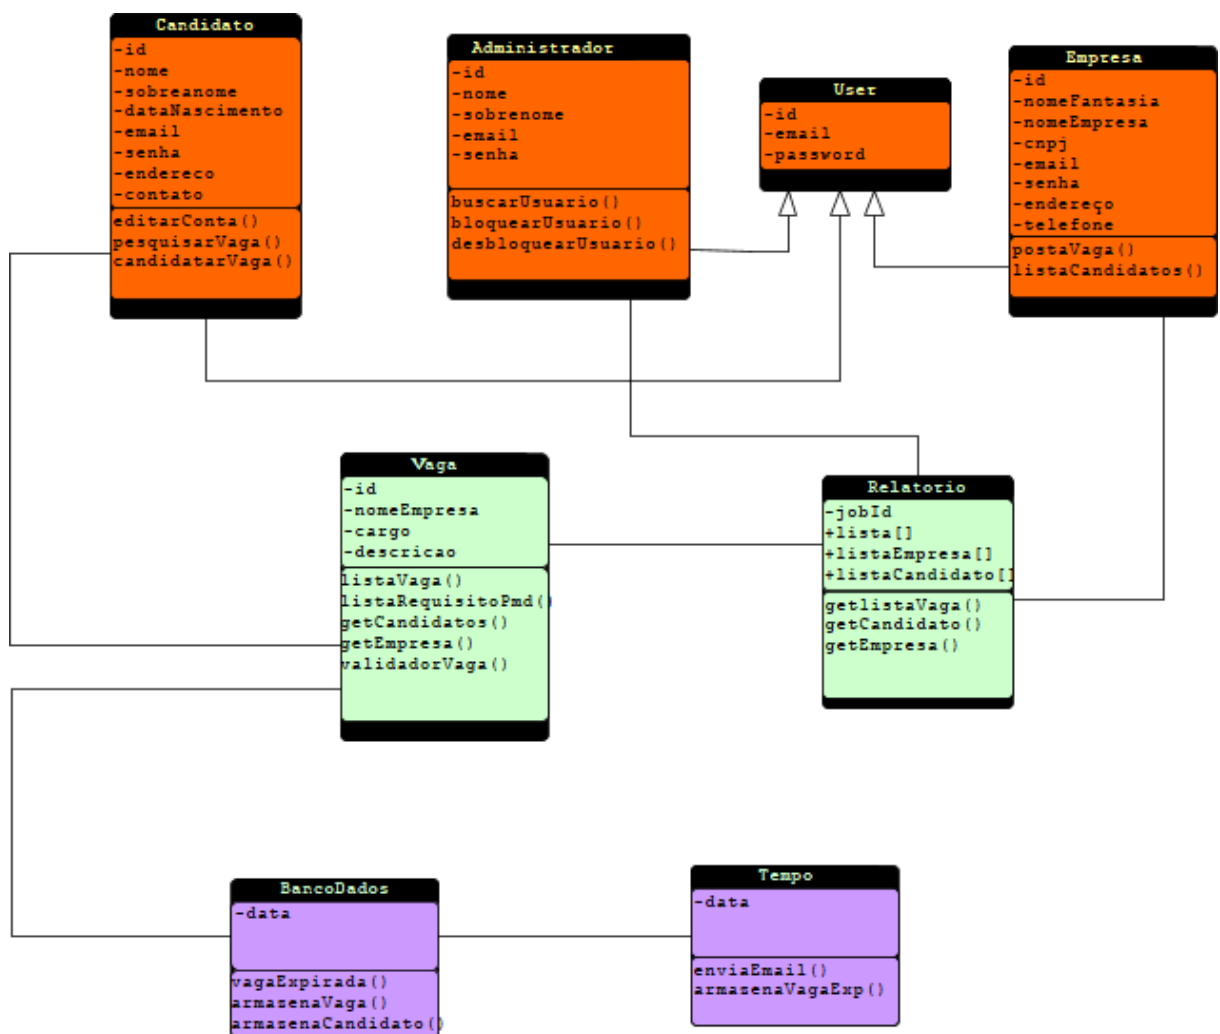 Candidato
-id
-nome
-sobreanome
-dataNascimento
-email
-senha
-endereco
-contato
editarConta()
pesquisarVaga()
candidatarVaga()
Administrador
-id
-nome
-sobrenome
-email
-senha
buscarUsuario()
bloquearUsuario()
desbloquearUsuario()
User
-id
-email
-password
Empresa
-id
-nomeFantasia
-nomeEmpresa
-cnpj
-email
-senha
-endereço
-telefone
postaVaga()
listaCandidatos()
Vaga
-id
-nomeEmpresa
-cargo
-descricao
listaVaga()
listaRequisitoPmd()
getCandidatos()
getEmpresa()
validadorVaga()
Relatorio
-jobId
+lista[]
+listaEmpresa[]
+listaCandidato[]
getlistaVaga()
getCandidato()
getEmpresa()
BancoDados
-data
vagaExpirada()
armasenaVaga()
armasenaCandidato()
Tempo
-data
enviaEmail()
armasenaVagaExp()